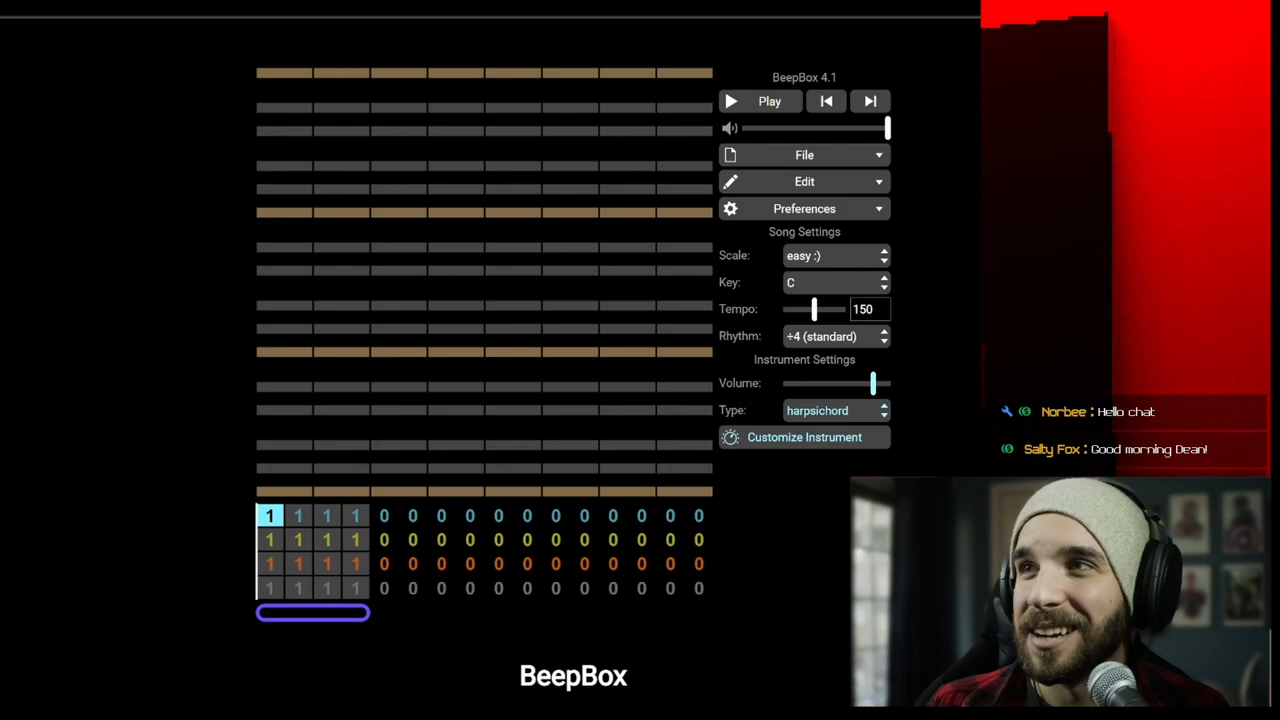 BeepBox 4.1
Play
File
Edit
Preferences
Song Settings
Scale: easy :)
Key: C
Tempo: 150
Rhythm: ÷4 (standard)
Instrument Settings
Volume:
Type: harpsichord
Customize Instrument
Norbee : Hello chat
Salty Fox : Good morning Dean!
1 1 1 1 0 0 0 0 0 0 0 0 0 0 0 0
1 1 1 1 0 0 0 0 0 0 0 0 0 0 0 0
1 1 1 1 0 0 0 0 0 0 0 0 0 0 0 0
1 1 1 1 0 0 0 0 0 0 0 0 0 0 0 0
BeepBox